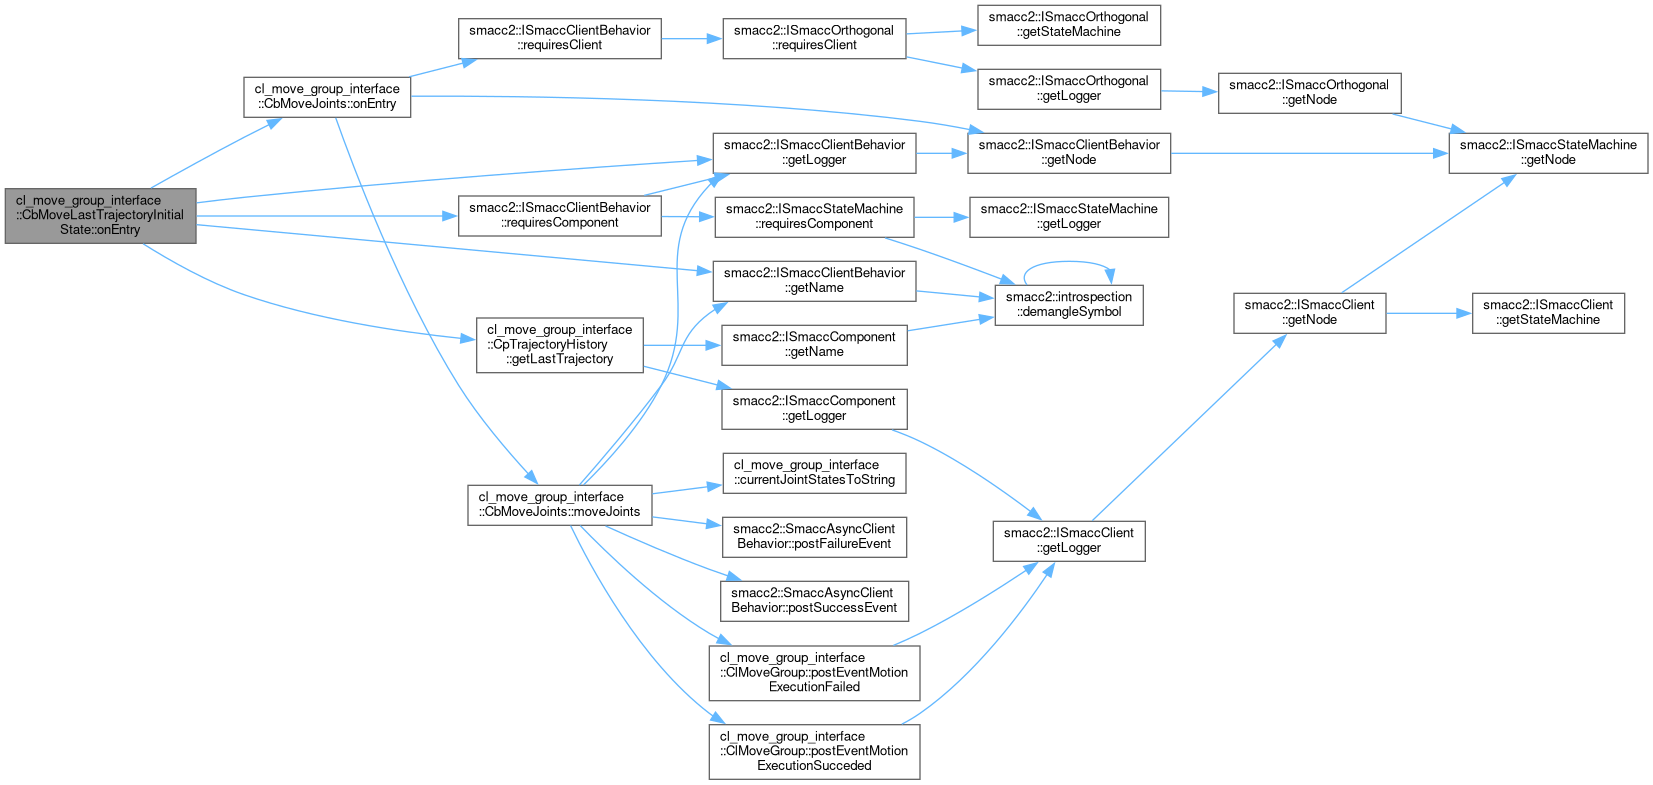 cl_move_group_interface
::CbMoveLastTrajectoryInitial
State::onEntry
cl_move_group_interface
::CbMoveJoints::onEntry
smacc2::ISmaccClientBehavior
::requiresClient
smacc2::ISmaccOrthogonal
::requiresClient
smacc2::ISmaccOrthogonal
::getStateMachine
smacc2::ISmaccOrthogonal
::getLogger
smacc2::ISmaccOrthogonal
::getNode
smacc2::ISmaccStateMachine
::getNode
smacc2::ISmaccClientBehavior
::getNode
smacc2::ISmaccClientBehavior
::getLogger
smacc2::ISmaccClientBehavior
::requiresComponent
smacc2::ISmaccStateMachine
::requiresComponent
smacc2::ISmaccStateMachine
::getLogger
smacc2::ISmaccClientBehavior
::getName
smacc2::introspection
::demangleSymbol
cl_move_group_interface
::CpTrajectoryHistory
::getLastTrajectory
smacc2::ISmaccComponent
::getName
smacc2::ISmaccComponent
::getLogger
smacc2::ISmaccClient
::getNode
smacc2::ISmaccClient
::getStateMachine
cl_move_group_interface
::CbMoveJoints::moveJoints
cl_move_group_interface
::currentJointStatesToString
smacc2::SmaccAsyncClient
Behavior::postFailureEvent
smacc2::SmaccAsyncClient
Behavior::postSuccessEvent
smacc2::ISmaccClient
::getLogger
cl_move_group_interface
::ClMoveGroup::postEventMotion
ExecutionFailed
cl_move_group_interface
::ClMoveGroup::postEventMotion
ExecutionSucceded